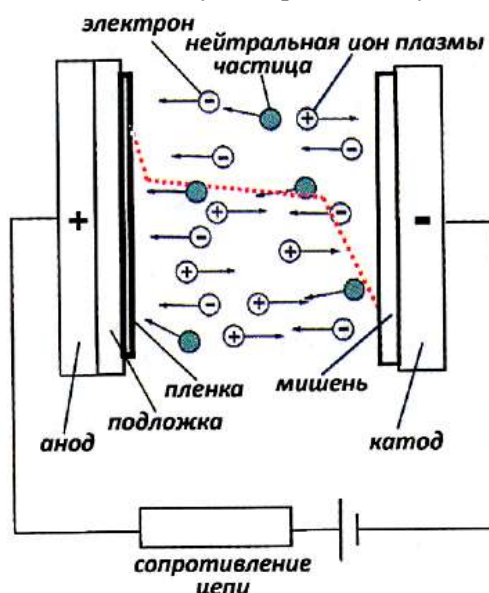 электрон
нейтральная ион плазмы
частица
+
-
пленка
подложка
анод
мишень
катод
сопротивление
цепи